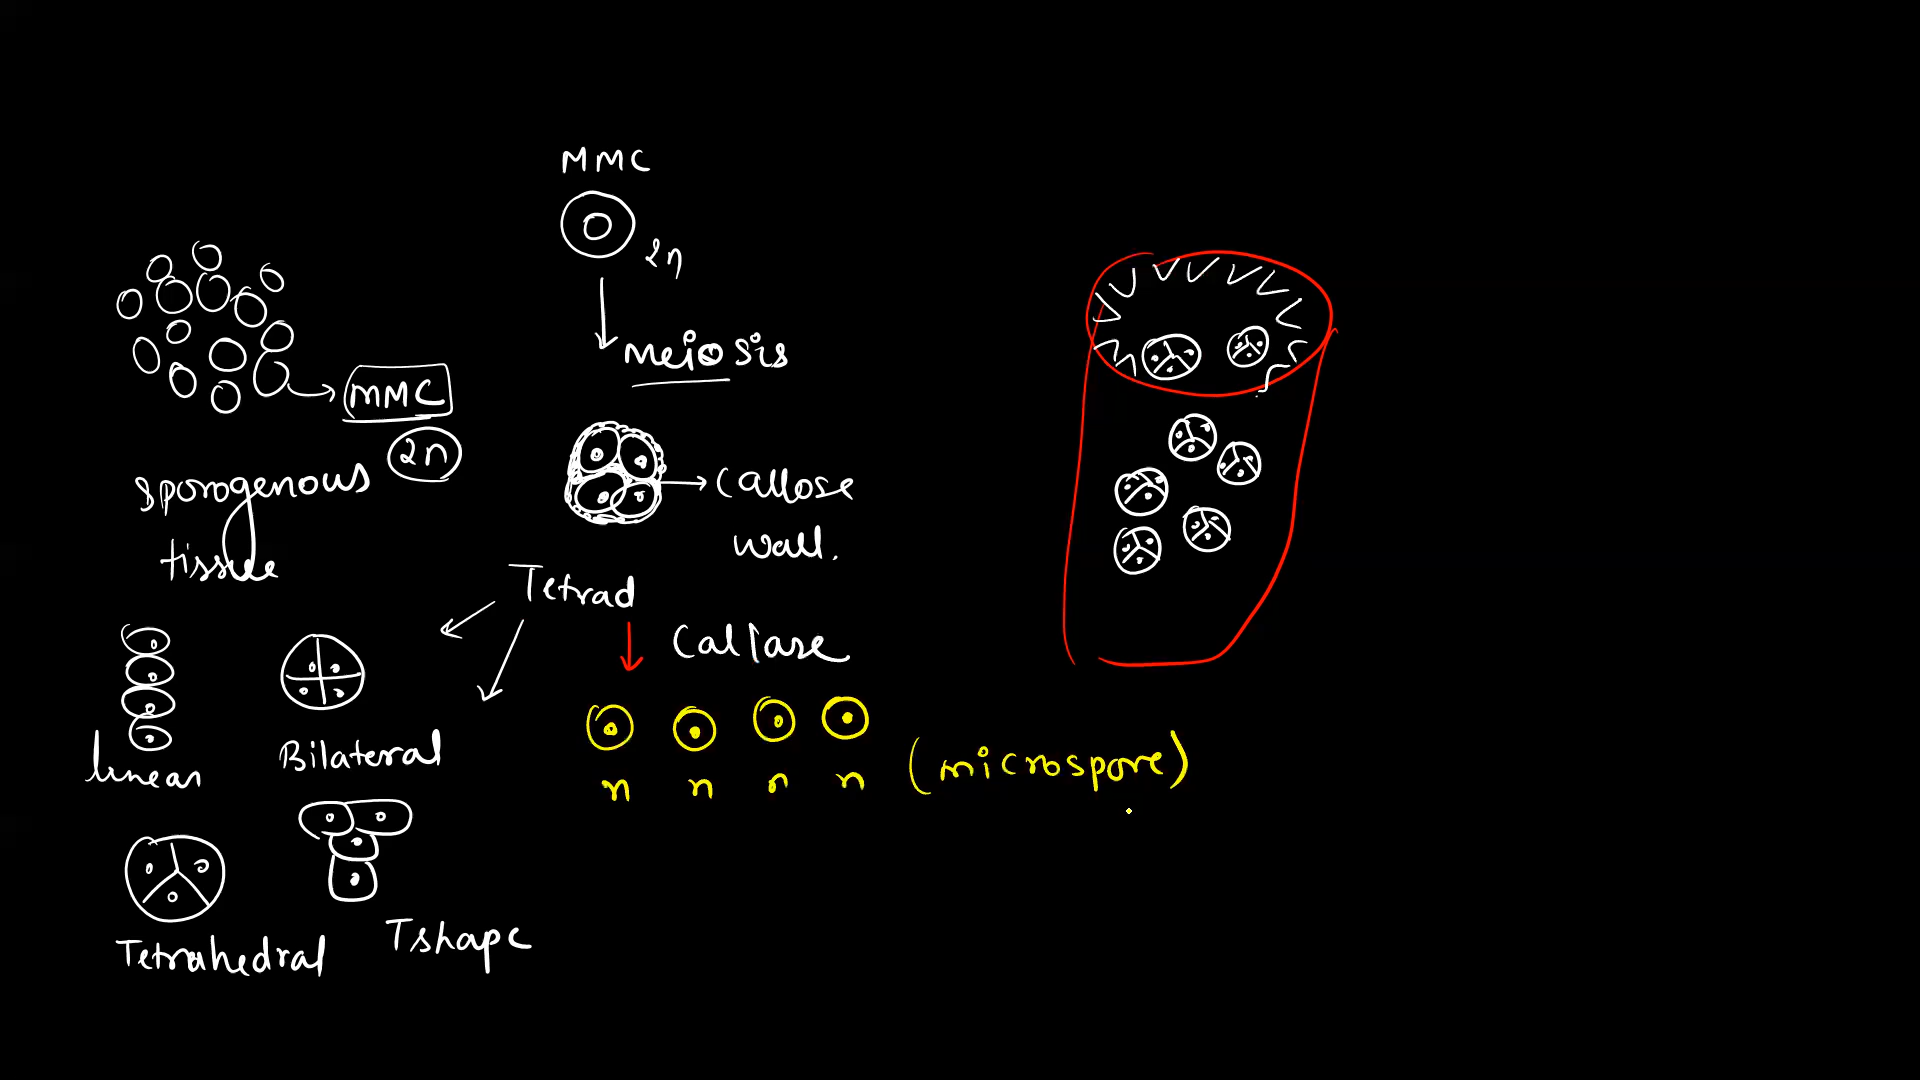 MMC
2n
meiosis
MMC
2n
sporogenous
tissue
callose
wall.
Tetrad
Callase
linear
Bilateral
n n n n (microspore)
Tetrahedral
Tshape